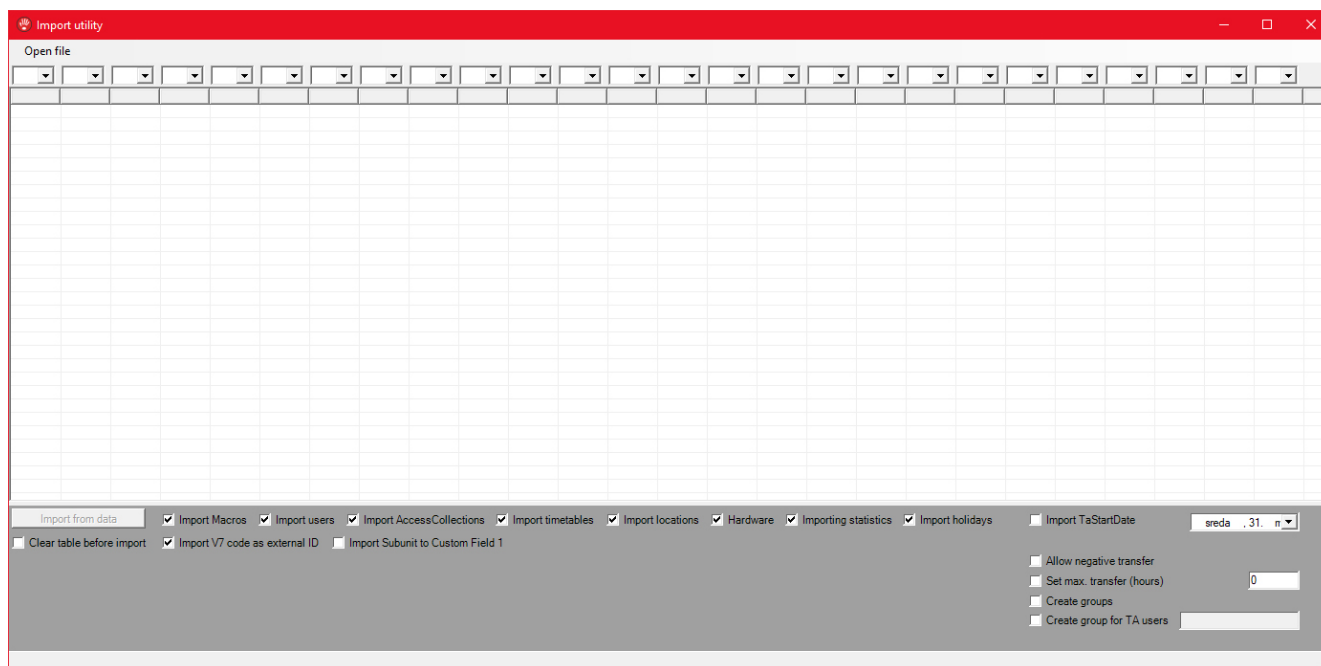 Import utility
Open file
Import from data Import Macros Import users Import AccessCollections Import timetables Import locations Hardware Importing statistics Import holidays Import TaStartDate sreda , 31.
Clear table before import Import V7 code as external ID Import Subunit to Custom Field 1
Allow negative transfer
Set max. transfer (hours) 0
Create groups
Create group for TA users